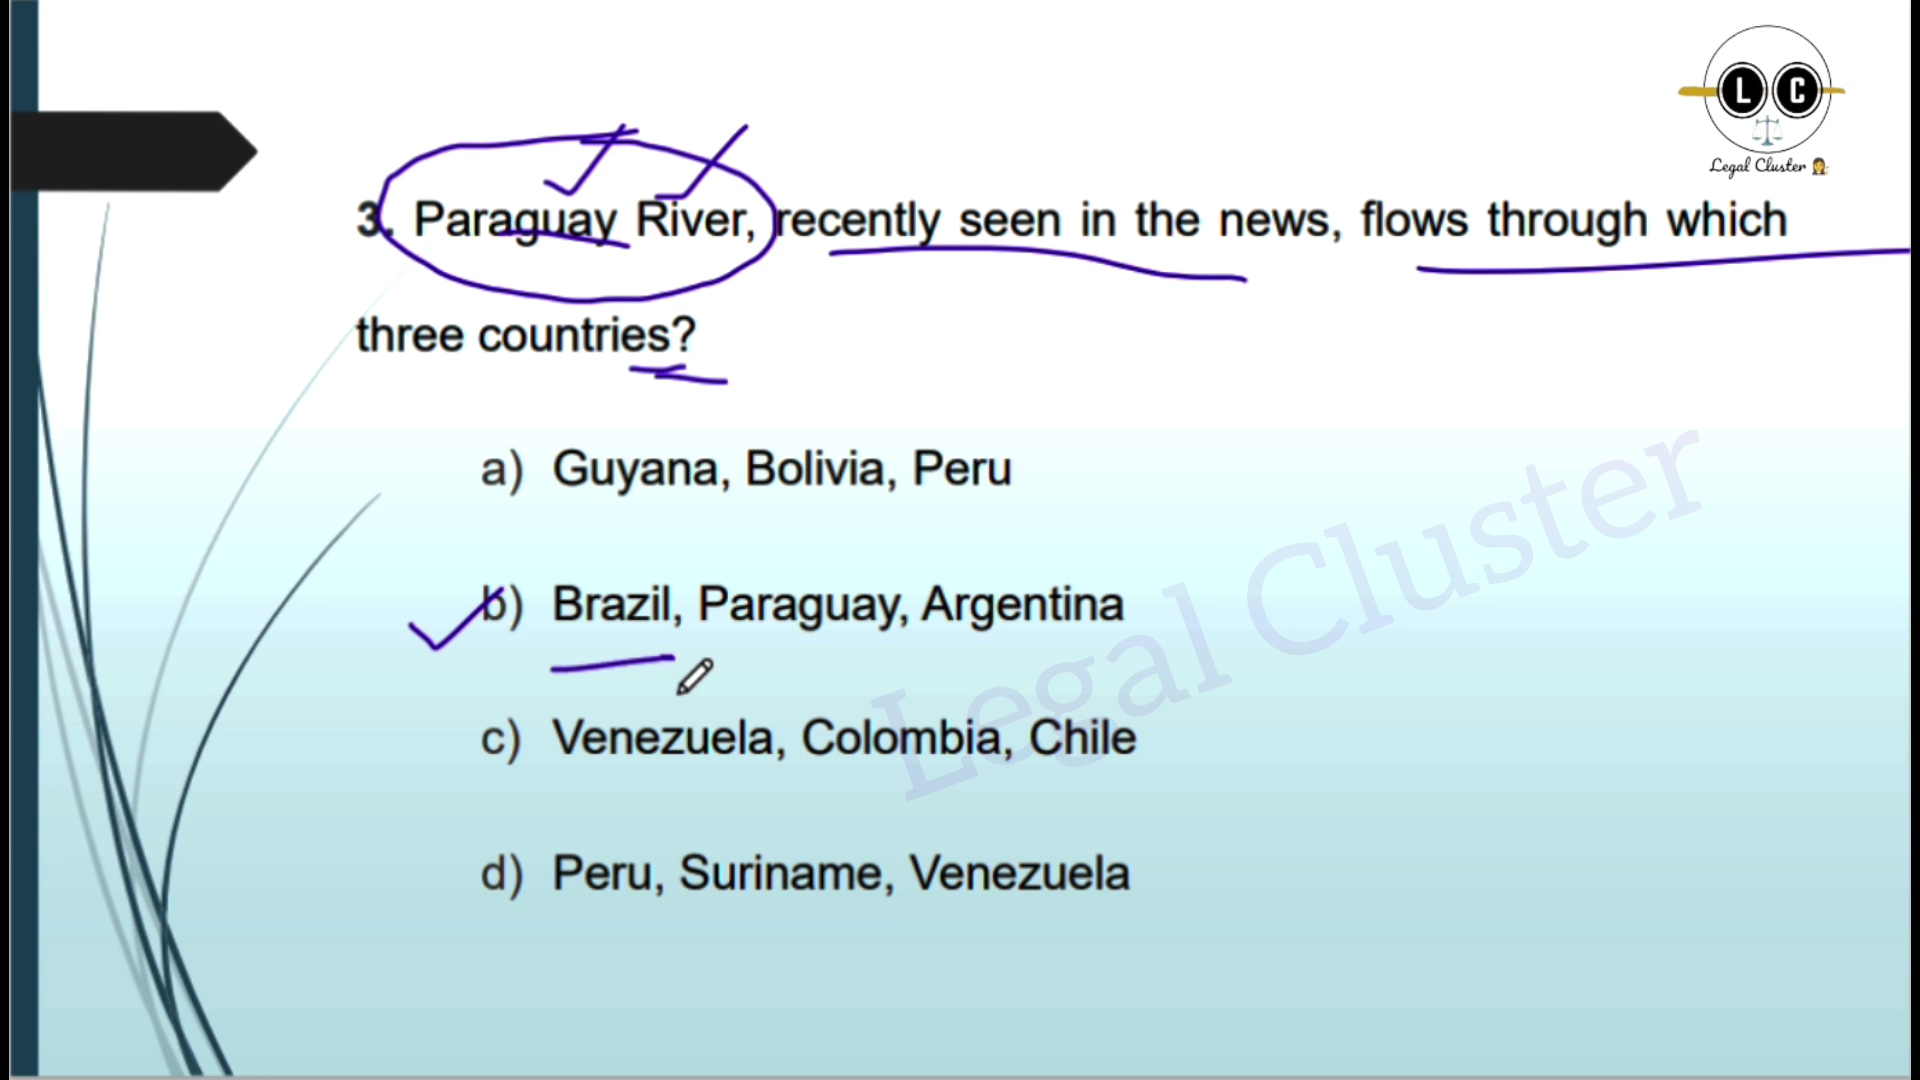 L C
Legal Cluster
3. Paraguay River, recently seen in the news, flows through which
three countries?
a) Guyana, Bolivia, Peru
b) Brazil, Paraguay, Argentina
c) Venezuela, Colombia, Chile
d) Peru, Suriname, Venezuela
Legal Cluster